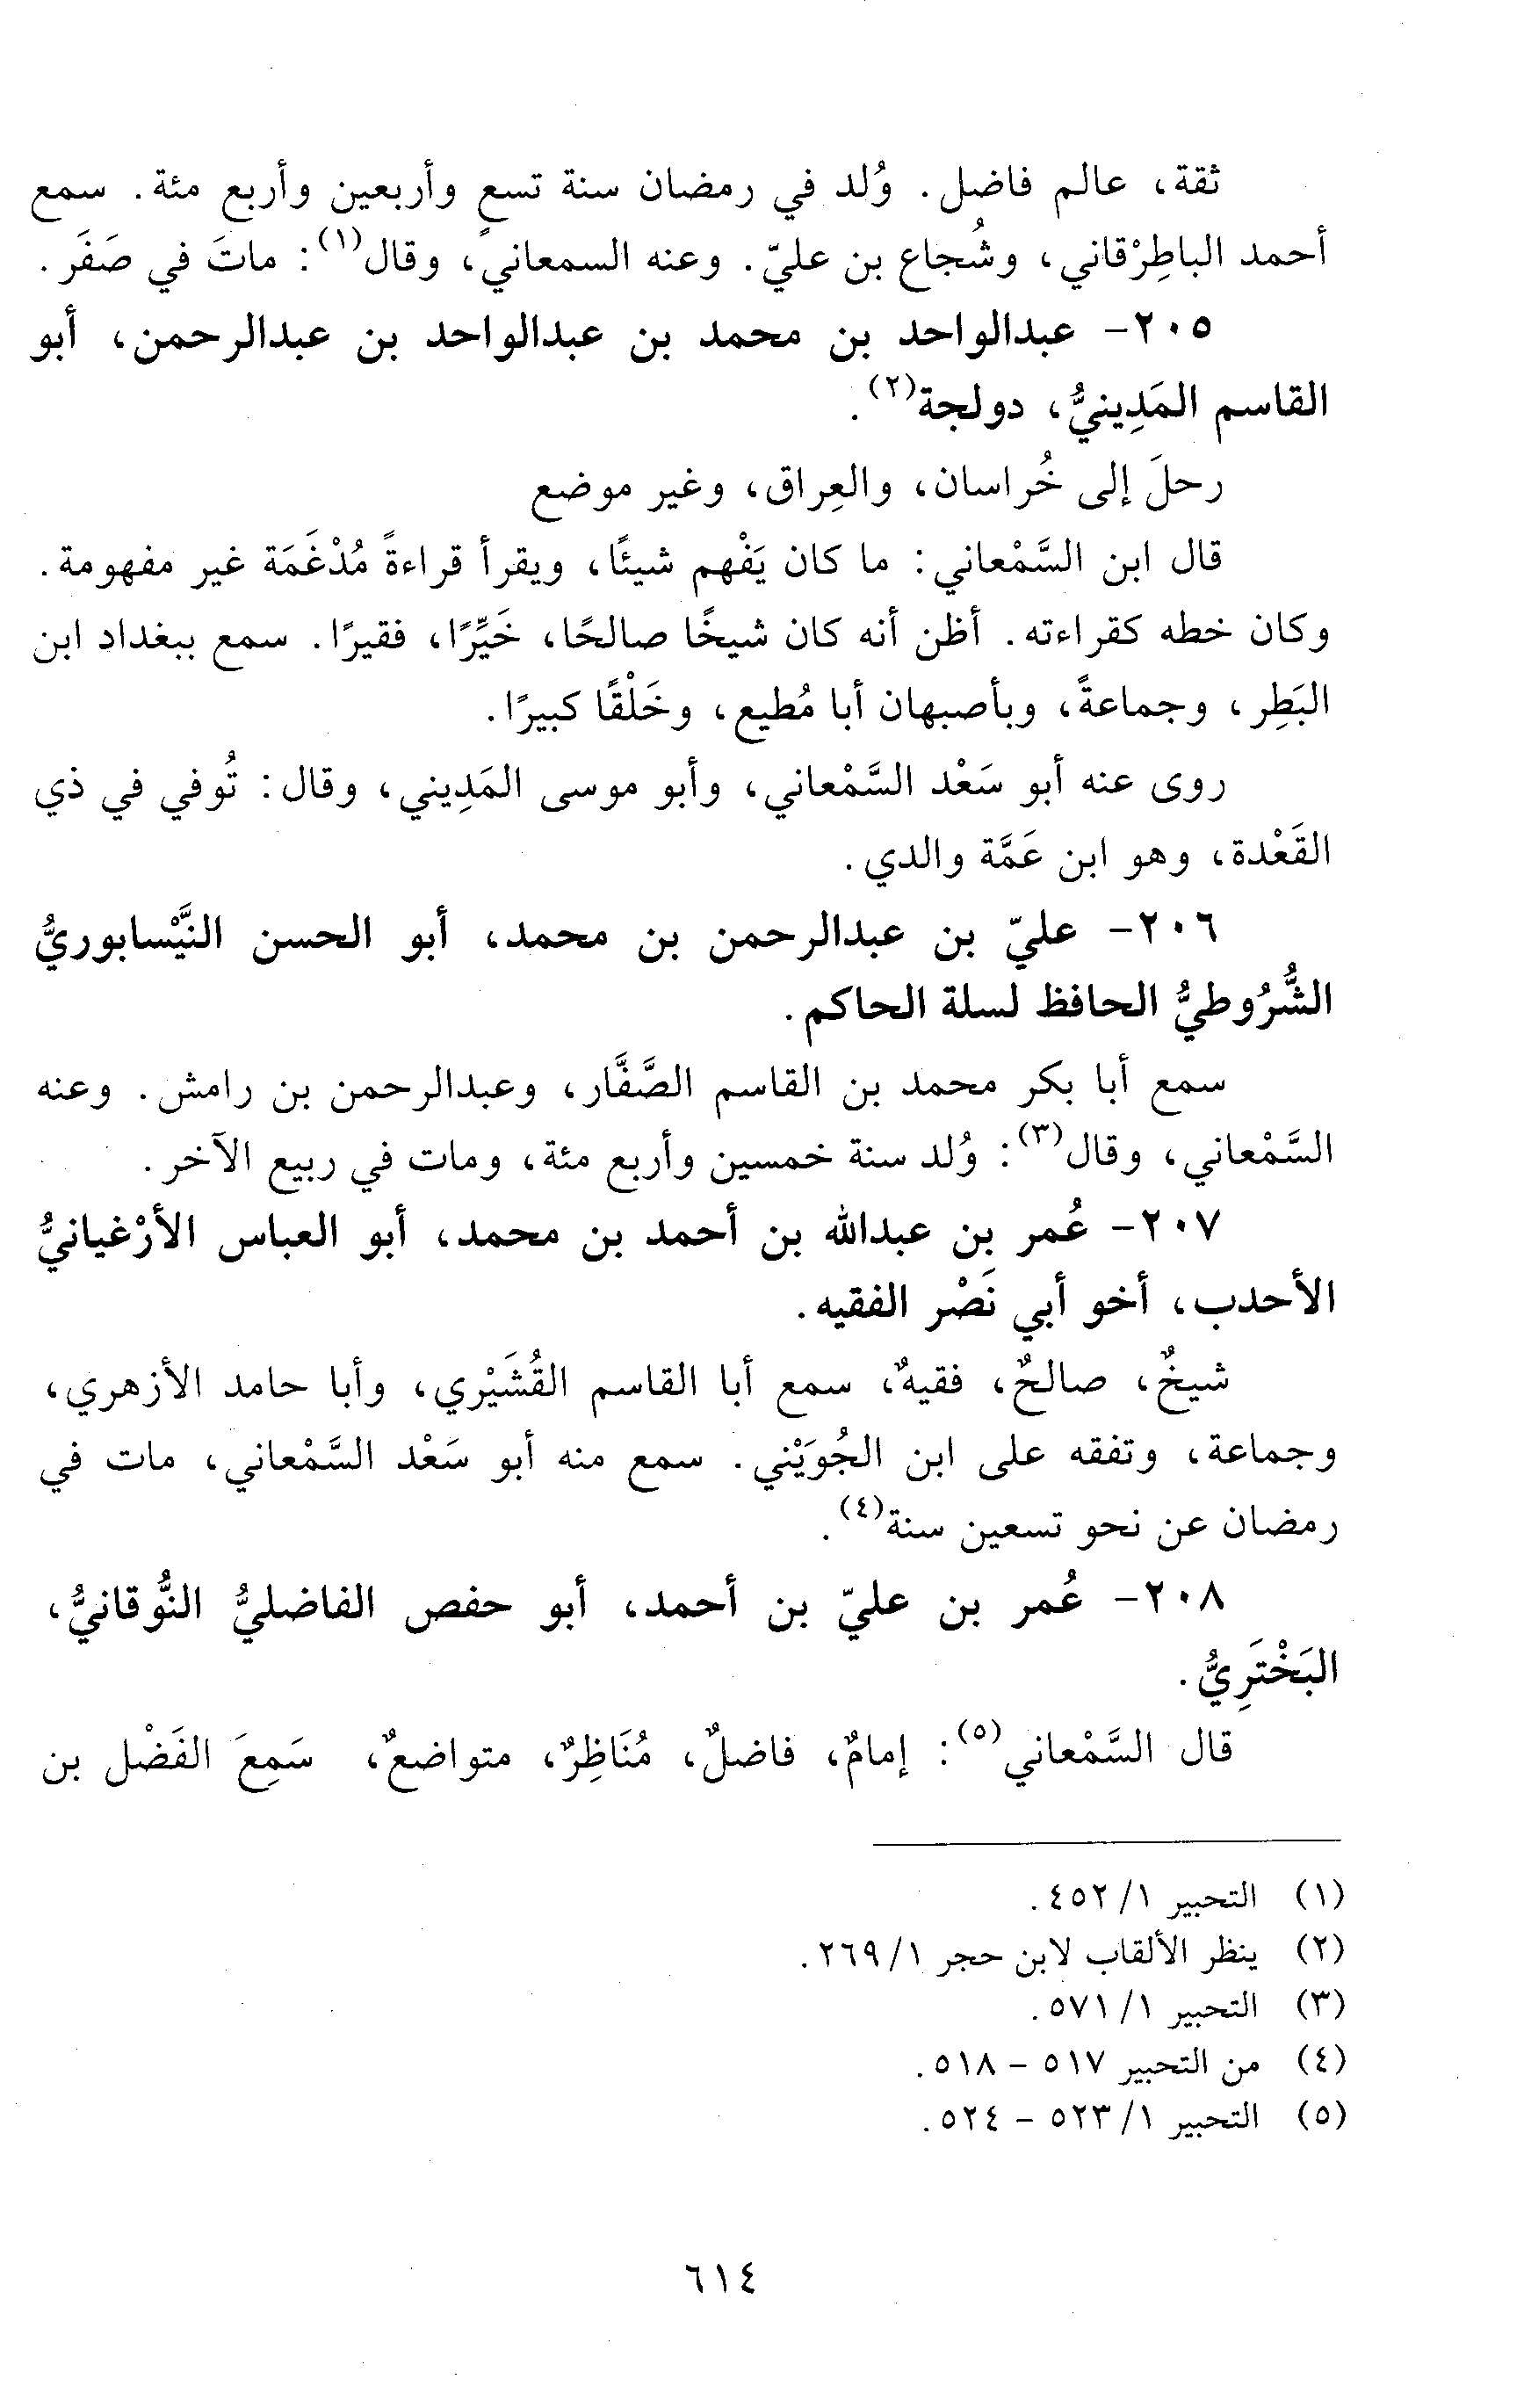 ثقة، عالم فاضل. وُلد في رمضان سنة تسعٍ وأربعين وأربع مئة. سمع
أحمد الباطِرْقاني، وشُجاع بن عليّ. وعنه السمعاني، وقال(١): ماتَ في صَفَر.
٢٠٥- عبدالواحد بن محمد بن عبدالواحد بن عبدالرحمن، أبو
القاسم المَدِينيُّ، دولجة(٢).
رحلَ إلى خُراسان، والعِراق، وغير موضع
قال ابن السَّمْعاني: ما كان يَفْهم شيئًا، ويقرأ قراءةً مُدْغَمَة غير مفهومة.
وكان خطه كقراءته. أظن أنه كان شيخًا صالحًا، خَيِّرًا، فقيرًا. سمع ببغداد ابن
البَطِر، وجماعةً، وبأصبهان أبا مُطيع، وخَلْقًا كبيرًا.
روى عنه أبو سَعْد السَّمْعاني، وأبو موسى المَدِيني، وقال: تُوفي في ذي
القَعْدة، وهو ابن عَمَّة والدي.
٢٠٦- عليّ بن عبدالرحمن بن محمد، أبو الحسن النَّيْسابوريُّ
الشُّرُوطيُّ الحافظ لسلة الحاكم.
سمع أبا بكر محمد بن القاسم الصَّفَّار، وعبدالرحمن بن رامش. وعنه
السَّمْعاني، وقال(٣): وُلد سنة خمسين وأربع مئة، ومات في ربيع الآخر.
٢٠٧- عُمر بن عبدالله بن أحمد بن محمد، أبو العباس الأرْغيانيُّ
الأحدب، أخو أبي نَصْر الفقيه.
شيخٌ، صالحٌ، فقيهٌ، سمع أبا القاسم القُشَيْري، وأبا حامد الأزهري،
وجماعة، وتفقه على ابن الجُوَيْني. سمع منه أبو سَعْد السَّمْعاني، مات في
رمضان عن نحو تسعين سنة(٤).
٢٠٨- عُمر بن عليّ بن أحمد، أبو حفص الفاضليُّ النُّوقانيُّ،
البَخْتَرِيُّ.
قال السَّمْعاني(٥): إمامٌ، فاضلٌ، مُنَاظِرٌ، متواضعٌ، سَمِعَ الفَضْل بن
(١) التحبير ١/ ٤٥٢.
(٢) ينظر الألقاب لابن حجر ١/ ٢٦٩.
(٣) التحبير ١/ ٥٧١.
(٤) من التحبير ٥١٧ - ٥١٨.
(٥) التحبير ١/ ٥٢٣ - ٥٢٤.
٦١٤